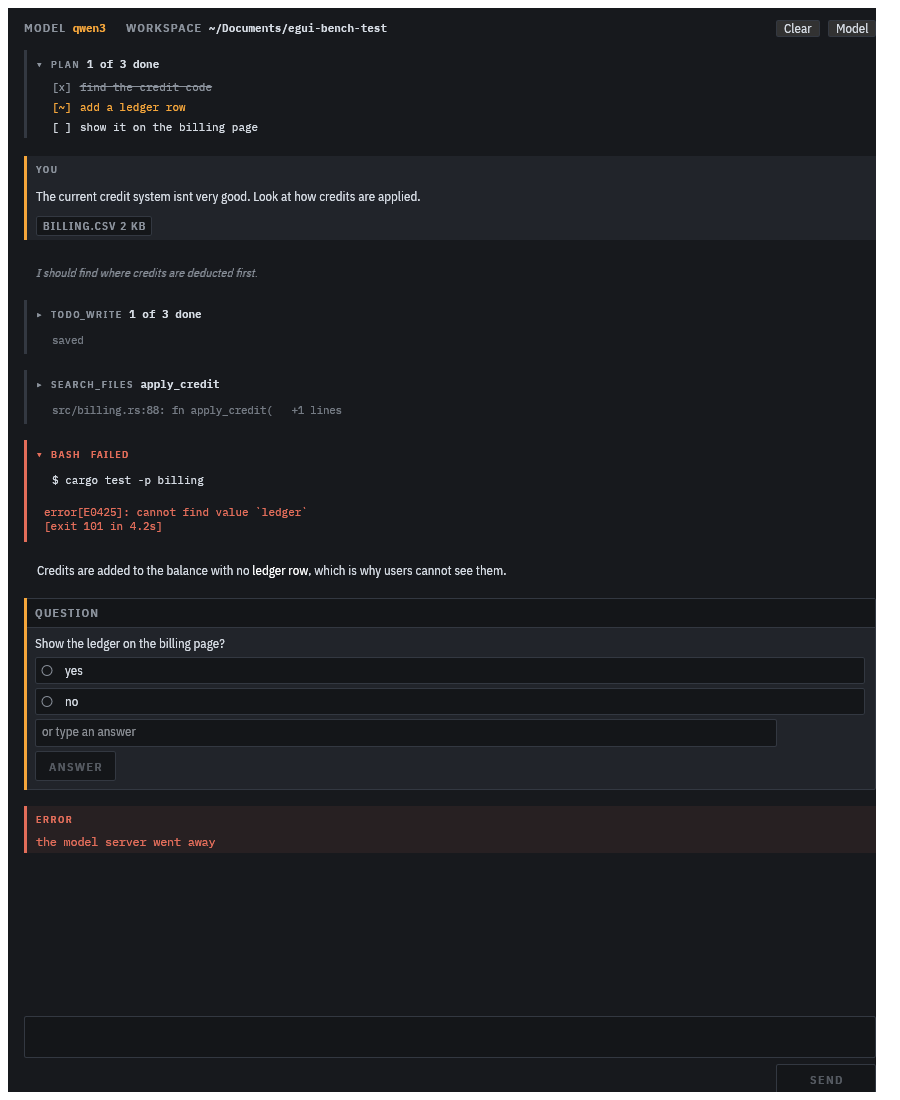 MODEL qwen3 WORKSPACE ~/Documents/egui-bench-test Clear Model
▾ PLAN 1 of 3 done
[x] find the credit code
[~] add a ledger row
[ ] show it on the billing page
YOU
The current credit system isnt very good. Look at how credits are applied.
BILLING.CSV 2 KB
I should find where credits are deducted first.
▸ TODO_WRITE 1 of 3 done
saved
▸ SEARCH_FILES apply_credit
src/billing.rs:88: fn apply_credit( +1 lines
▾ BASH FAILED
$ cargo test -p billing
error[E0425]: cannot find value `ledger`
[exit 101 in 4.2s]
Credits are added to the balance with no ledger row, which is why users cannot see them.
QUESTION
Show the ledger on the billing page?
yes
no
or type an answer
ANSWER
ERROR
the model server went away
SEND